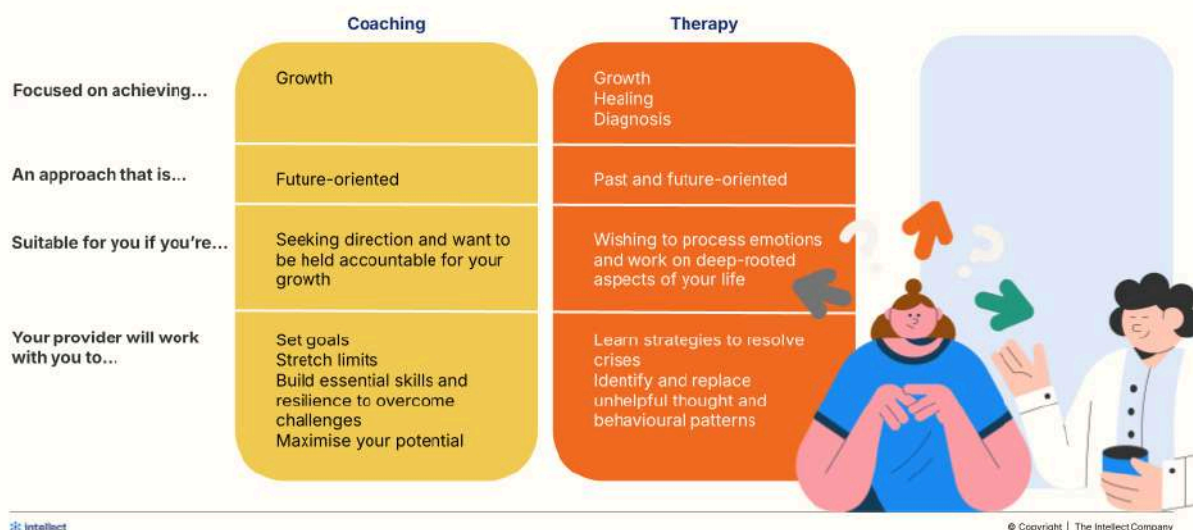 Coaching
Therapy
Focused on achieving...
Growth
Growth
Healing
Diagnosis
An approach that is...
Future-oriented
Past and future-oriented
Suitable for you if you're...
Seeking direction and want to
be held accountable for your
growth
Wishing to process emotions
and work on deep-rooted
aspects of your life
Your provider will work
with you to...
Set goals
Stretch limits
Build essential skills and
resilience to overcome
challenges
Maximise your potential
Learn strategies to resolve
crises
Identify and replace
unhelpful thought and
behavioural patterns
? ?
intellect
© Copyright | The Intellect Company